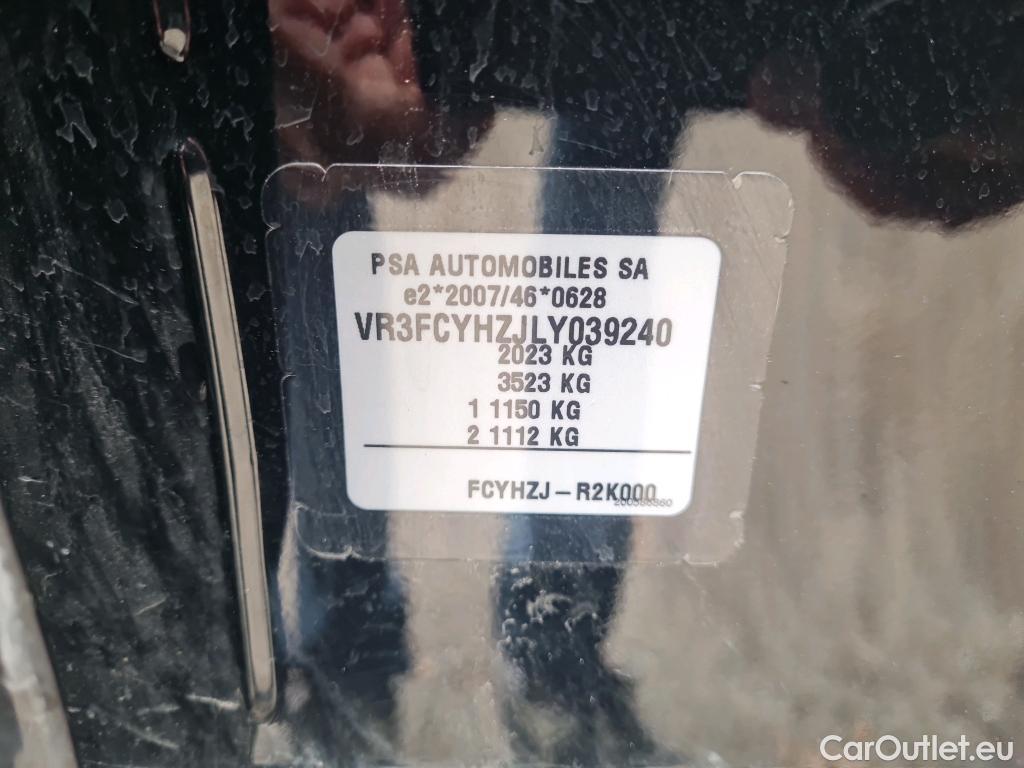 PSA AUTOMOBILES SA
e2*2007/46*0628
VR3FCYHZJLY039240
2023 KG
3523 KG
1 1150 KG
2 1112 KG
FCYHZJ – R2K000
CarOutlet.eu